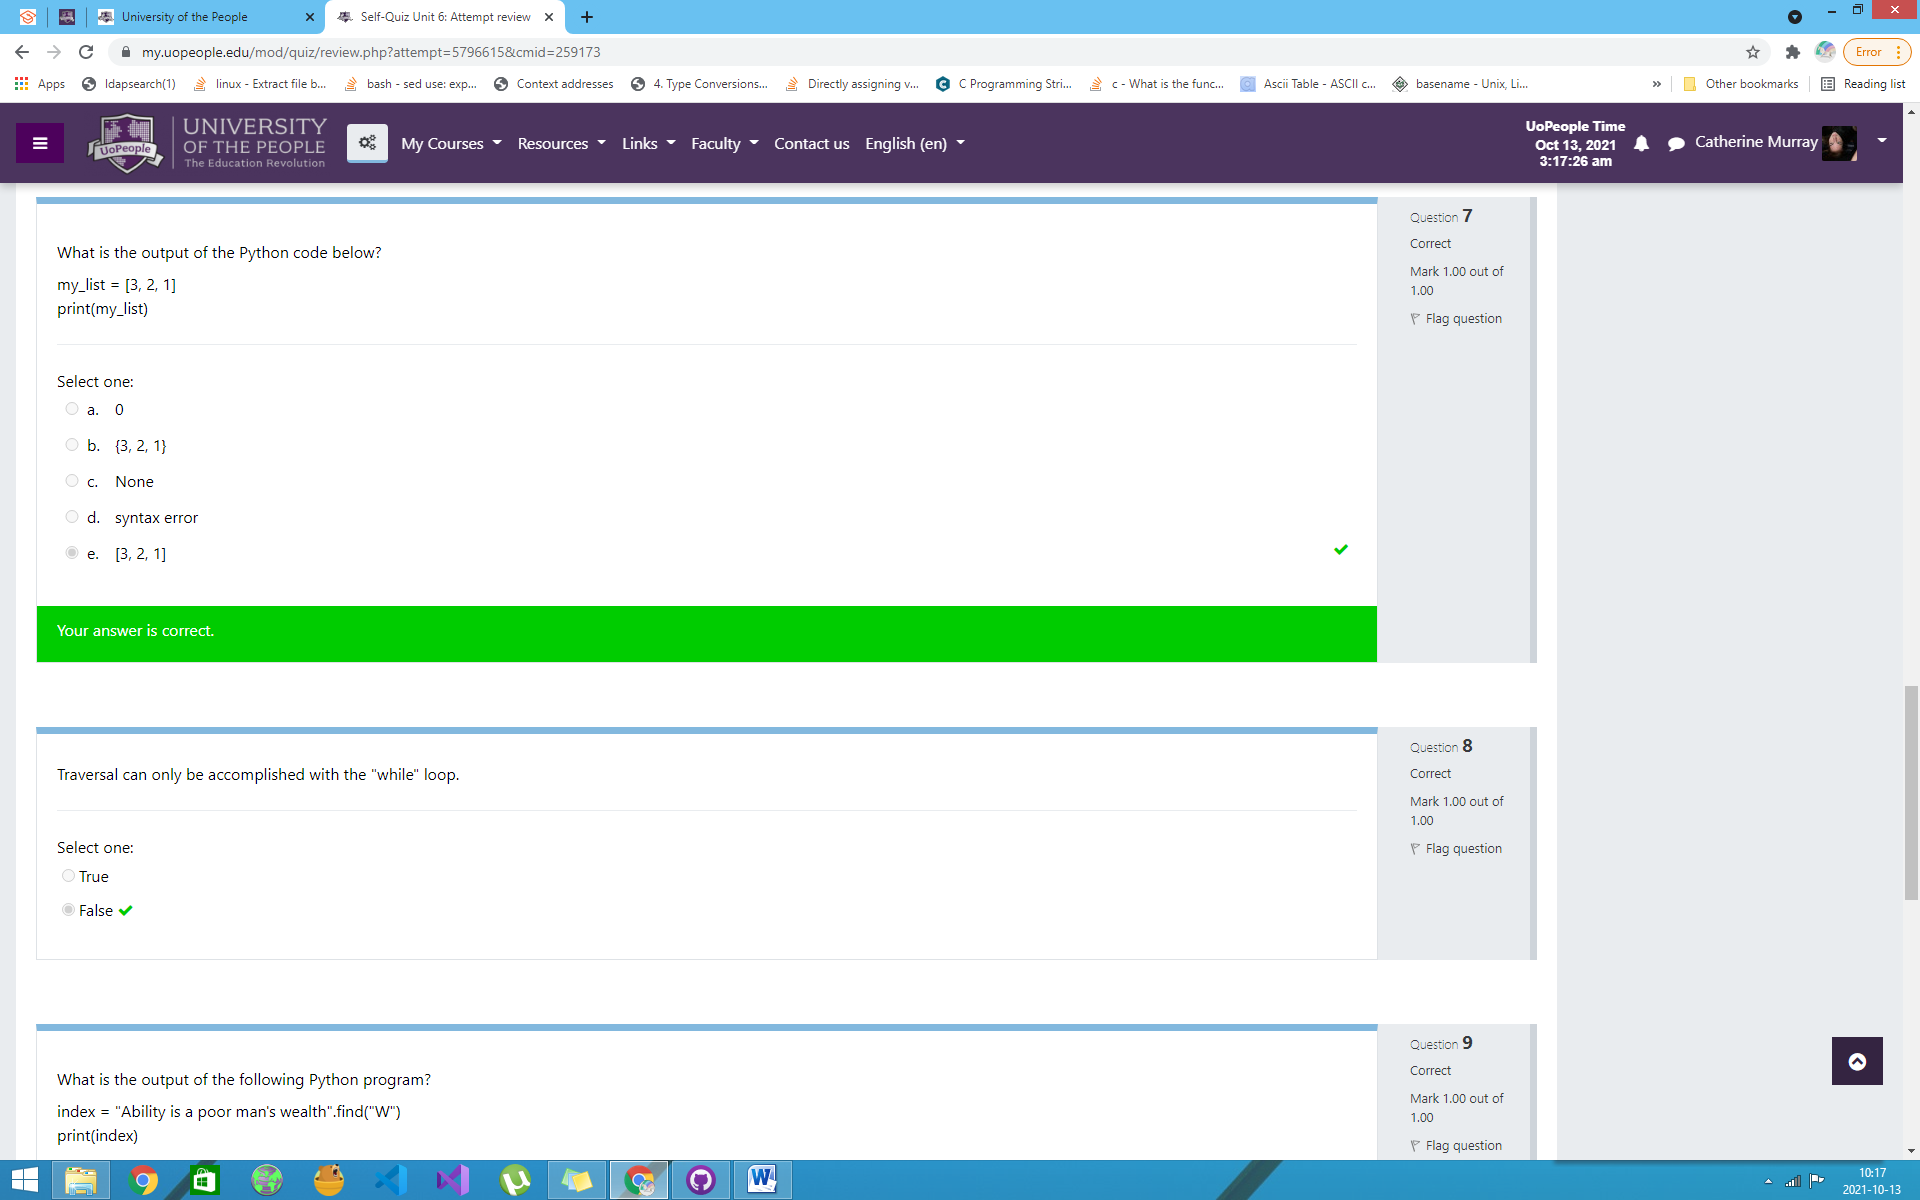 University of the People
Self-Quiz Unit 6: Attempt review
my.uopeople.edu/mod/quiz/review.php?attempt=5796615&cmid=259173
Error
Apps
ldapsearch(1)
linux - Extract file b...
bash - sed use: exp...
Context addresses
4. Type Conversions...
Directly assigning v...
C Programming Stri...
c - What is the func...
Ascii Table - ASCII c...
basename - Unix, Li...
»
Other bookmarks
Reading list
UoPeople
UNIVERSITY
OF THE PEOPLE
The Education Revolution
My Courses
Resources
Links
Faculty
Contact us
English (en)
UoPeople Time
Oct 13, 2021
3:17:26 am
Catherine Murray
What is the output of the Python code below?
my_list = [3, 2, 1]
print(my_list)
Select one:
a. 0
b. {3, 2, 1}
c. None
d. syntax error
e. [3, 2, 1]
Your answer is correct.
Question 7
Correct
Mark 1.00 out of
1.00
Flag question
Traversal can only be accomplished with the "while" loop.
Select one:
True
False
Question 8
Correct
Mark 1.00 out of
1.00
Flag question
What is the output of the following Python program?
index = "Ability is a poor man's wealth".find("W")
print(index)
Question 9
Correct
Mark 1.00 out of
1.00
Flag question
10:17
2021-10-13